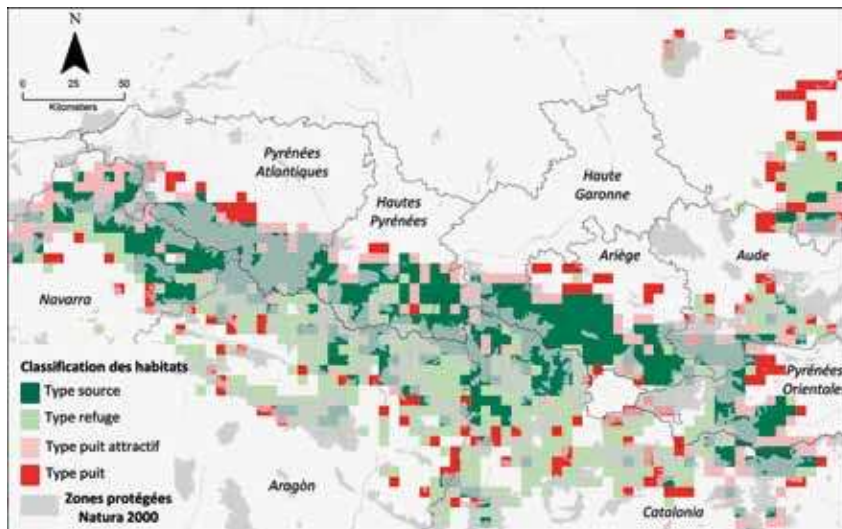 N
0 25 50
Kilometers
Pyrénées
Atlantiques
Hautes
Pyrénées
Haute
Garonne
Ariège
Aude
Navarra
Pyrénées
Orientales
Aragòn
Catalonia
Classification des habitats
Type source
Type refuge
Type puit attractif
Type puit
Zones protégées
Natura 2000